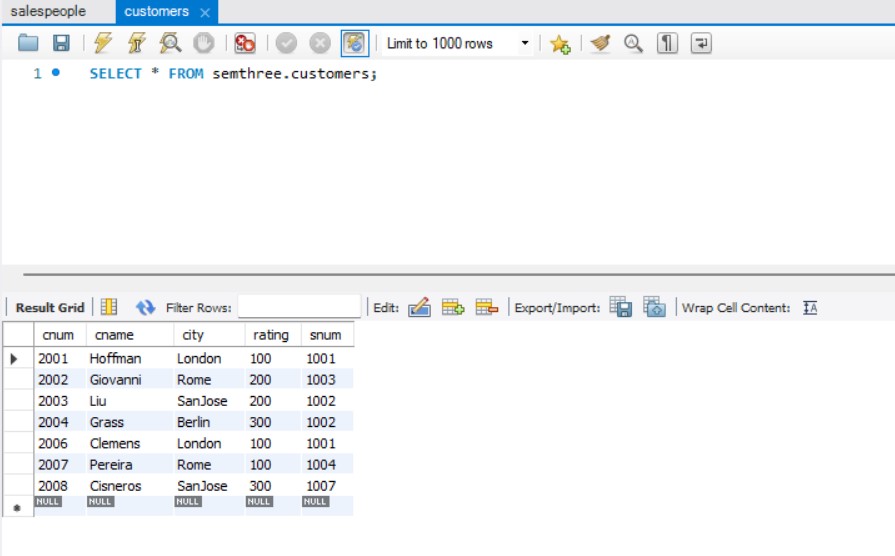 salespeople customers
Limit to 1000 rows
1 SELECT * FROM semthree.customers;
Result Grid Filter Rows: Edit: Export/Import: Wrap Cell Content:
cnum cname city rating snum
2001 Hoffman London 100 1001
2002 Giovanni Rome 200 1003
2003 Liu SanJose 200 1002
2004 Grass Berlin 300 1002
2006 Clemens London 100 1001
2007 Pereira Rome 100 1004
2008 Cisneros SanJose 300 1007
NULL NULL NULL NULL NULL